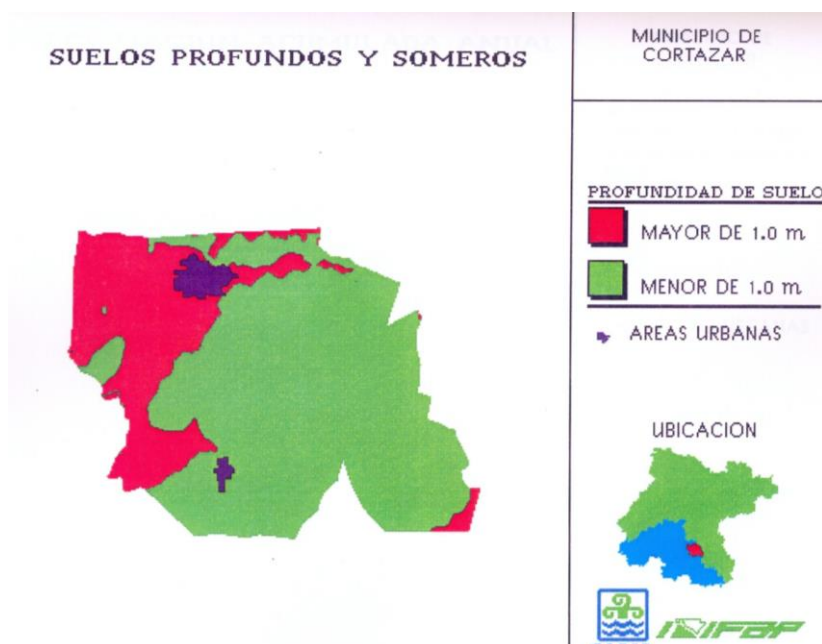 SUELOS PROFUNDOS Y SOMEROS
MUNICIPIO DE
CORTAZAR
PROFUNDIDAD DE SUELO
MAYOR DE 1.0 m.
MENOR DE 1.0 m.
AREAS URBANAS
UBICACION
INIFAP